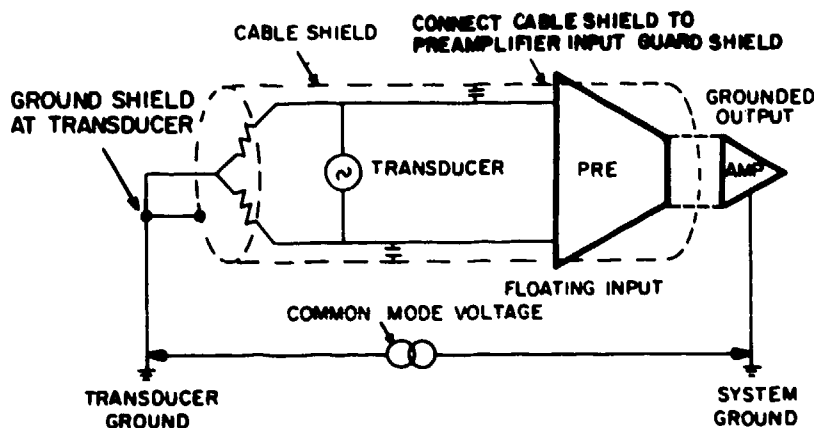 CABLE SHIELD
CONNECT CABLE SHIELD TO
PREAMPLIFIER INPUT GUARD SHIELD
GROUND SHIELD
AT TRANSDUCER
GROUNDED
OUTPUT
TRANSDUCER
PRE
AMP
FLOATING INPUT
COMMON MODE VOLTAGE
TRANSDUCER
GROUND
SYSTEM
GROUND